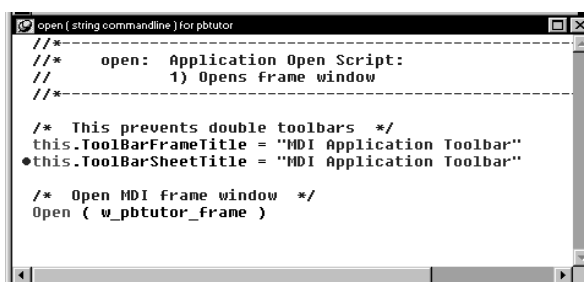 open ( string commandline ) for pbtutor
//*-------------------------------------------------------
//* open: Application Open Script:
// 1) Opens frame window
//*-------------------------------------------------------
/* This prevents double toolbars */
this.ToolBarFrameTitle = "MDI Application Toolbar"
this.ToolBarSheetTitle = "MDI Application Toolbar"
/* Open MDI frame window */
Open ( w_pbtutor_frame )